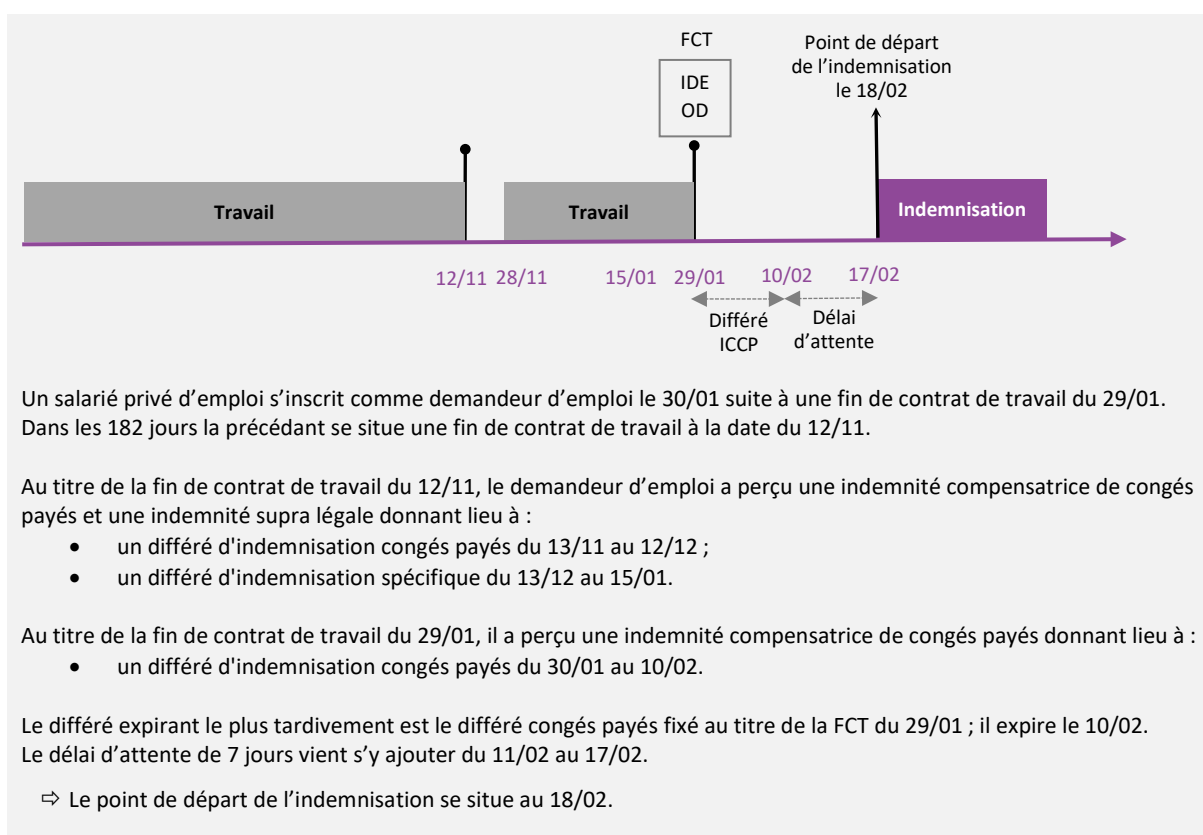 FCT
IDE
OD
Point de départ
de l’indemnisation
le 18/02
Travail
Travail
Indemnisation
12/11 28/11 15/01 29/01 10/02 17/02
Différé
ICCP
Délai
d’attente
Un salarié privé d’emploi s’inscrit comme demandeur d’emploi le 30/01 suite à une fin de contrat de travail du 29/01.
Dans les 182 jours la précédant se situe une fin de contrat de travail à la date du 12/11.
Au titre de la fin de contrat de travail du 12/11, le demandeur d’emploi a perçu une indemnité compensatrice de congés
payés et une indemnité supra légale donnant lieu à :
• un différé d'indemnisation congés payés du 13/11 au 12/12 ;
• un différé d'indemnisation spécifique du 13/12 au 15/01.
Au titre de la fin de contrat de travail du 29/01, il a perçu une indemnité compensatrice de congés payés donnant lieu à :
• un différé d'indemnisation congés payés du 30/01 au 10/02.
Le différé expirant le plus tardivement est le différé congés payés fixé au titre de la FCT du 29/01 ; il expire le 10/02.
Le délai d’attente de 7 jours vient s’y ajouter du 11/02 au 17/02.
⇨ Le point de départ de l’indemnisation se situe au 18/02.